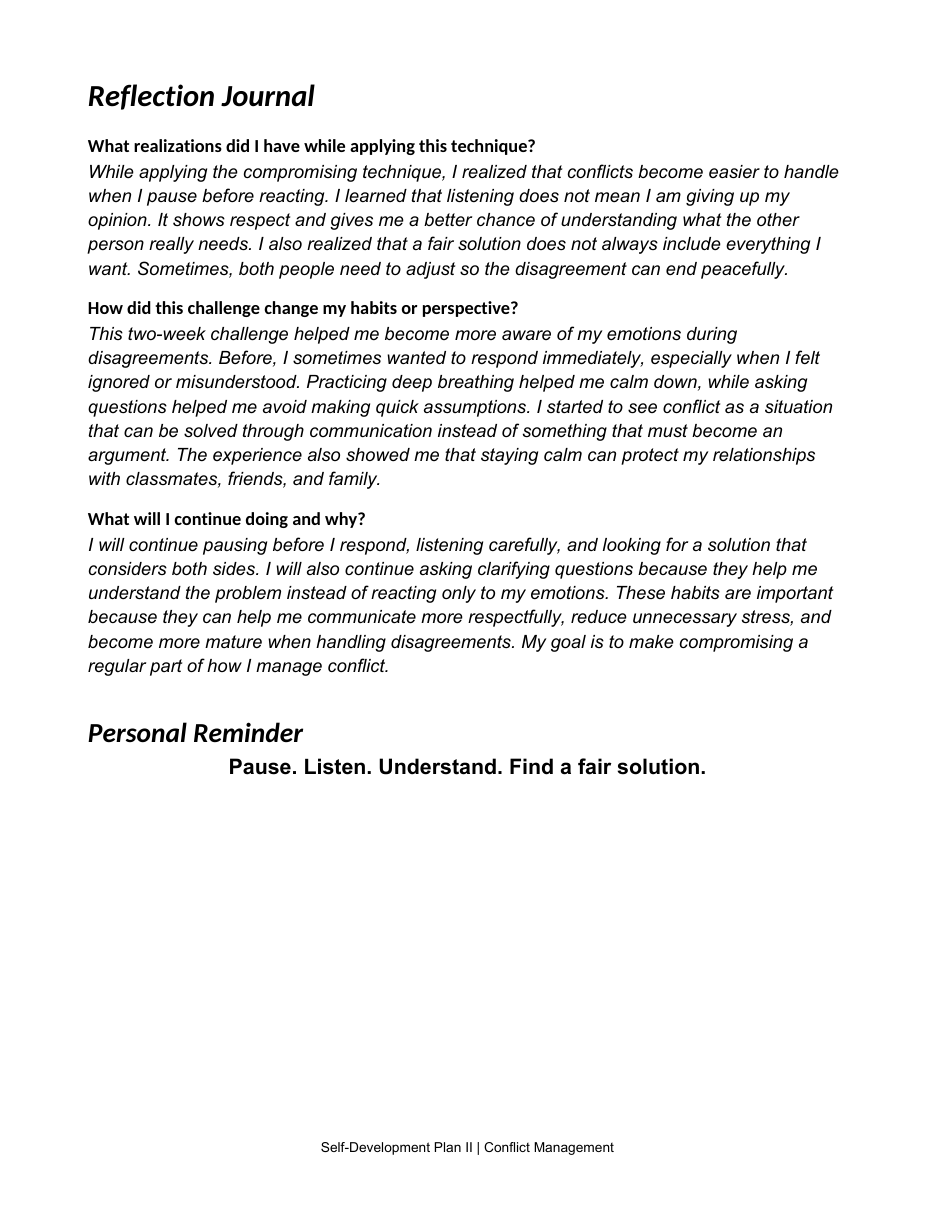 Reflection Journal
What realizations did I have while applying this technique?
While applying the compromising technique, I realized that conflicts become easier to handle
when I pause before reacting. I learned that listening does not mean I am giving up my
opinion. It shows respect and gives me a better chance of understanding what the other
person really needs. I also realized that a fair solution does not always include everything I
want. Sometimes, both people need to adjust so the disagreement can end peacefully.
How did this challenge change my habits or perspective?
This two-week challenge helped me become more aware of my emotions during
disagreements. Before, I sometimes wanted to respond immediately, especially when I felt
ignored or misunderstood. Practicing deep breathing helped me calm down, while asking
questions helped me avoid making quick assumptions. I started to see conflict as a situation
that can be solved through communication instead of something that must become an
argument. The experience also showed me that staying calm can protect my relationships
with classmates, friends, and family.
What will I continue doing and why?
I will continue pausing before I respond, listening carefully, and looking for a solution that
considers both sides. I will also continue asking clarifying questions because they help me
understand the problem instead of reacting only to my emotions. These habits are important
because they can help me communicate more respectfully, reduce unnecessary stress, and
become more mature when handling disagreements. My goal is to make compromising a
regular part of how I manage conflict.
Personal Reminder
Pause. Listen. Understand. Find a fair solution.
Self-Development Plan II | Conflict Management